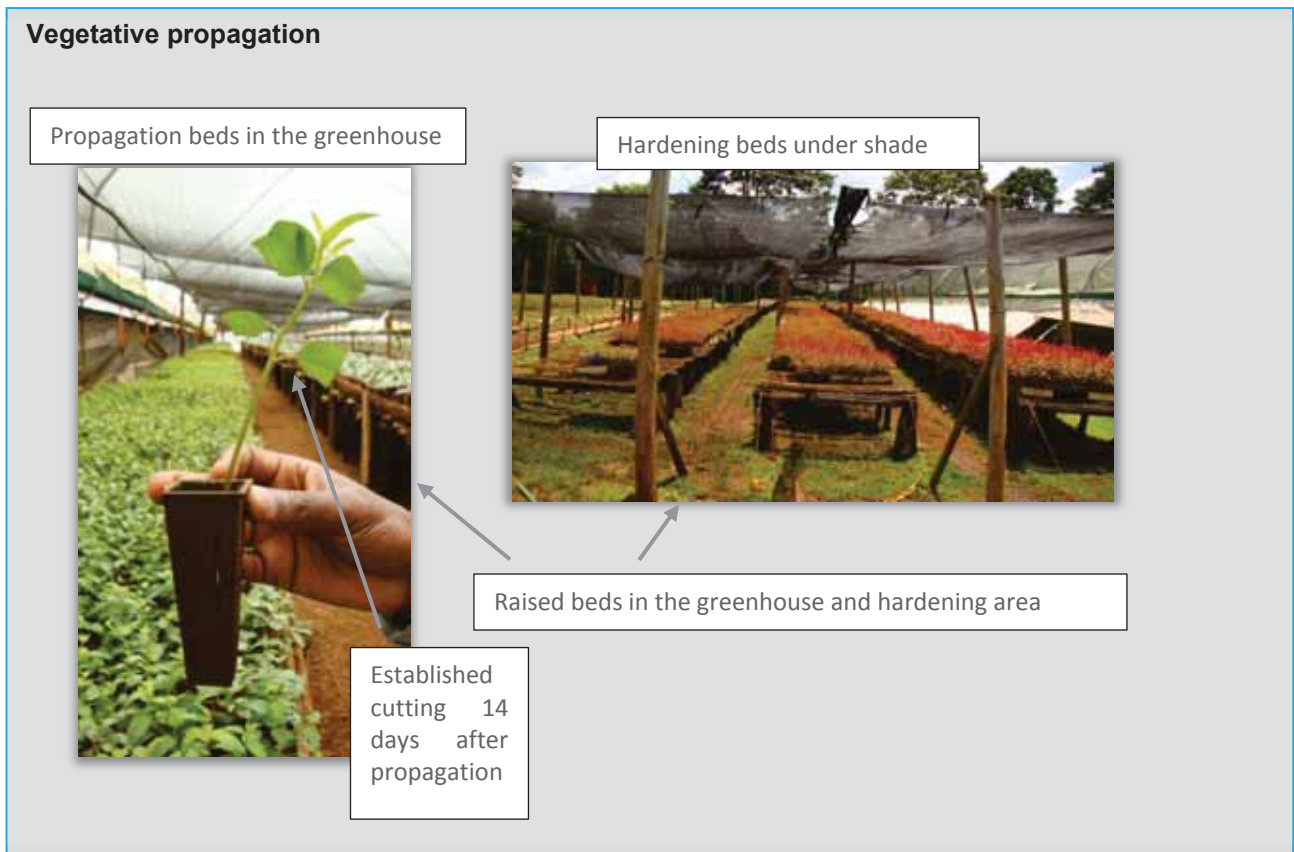 Vegetative propagation
Propagation beds in the greenhouse
Hardening beds under shade
Raised beds in the greenhouse and hardening area
Established
cutting 14
days after
propagation